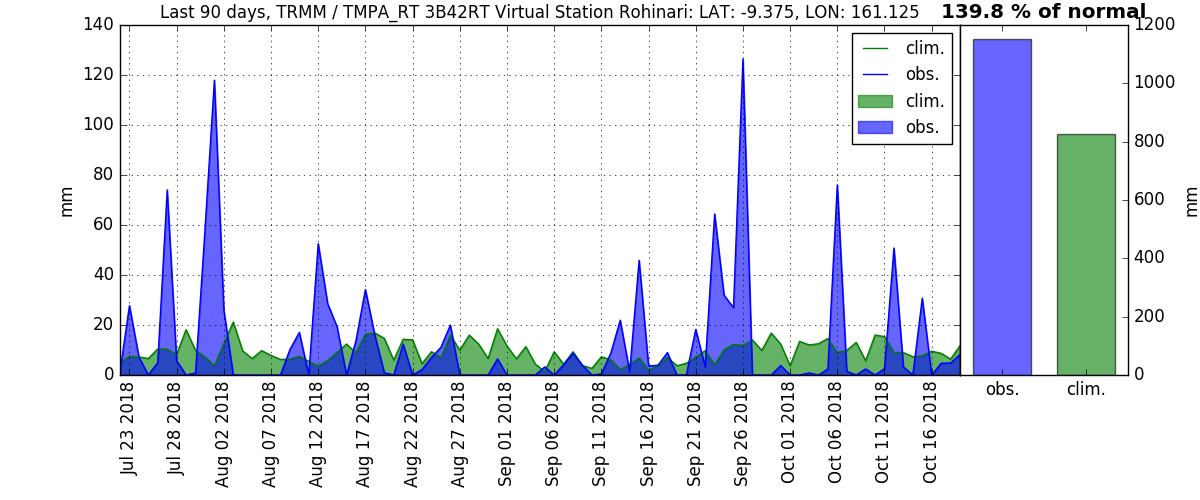 Last 90 days, TRMM / TMPA_RT 3B42RT Virtual Station Rohinari: LAT: -9.375, LON: 161.125
139.8 % of normal
140
120
100
80
60
40
20
0
mm
clim.
obs.
clim.
obs.
Jul 23 2018
Jul 28 2018
Aug 02 2018
Aug 07 2018
Aug 12 2018
Aug 17 2018
Aug 22 2018
Aug 27 2018
Sep 01 2018
Sep 06 2018
Sep 11 2018
Sep 16 2018
Sep 21 2018
Sep 26 2018
Oct 01 2018
Oct 06 2018
Oct 11 2018
Oct 16 2018
1200
1000
800
600
400
200
0
mm
obs.
clim.